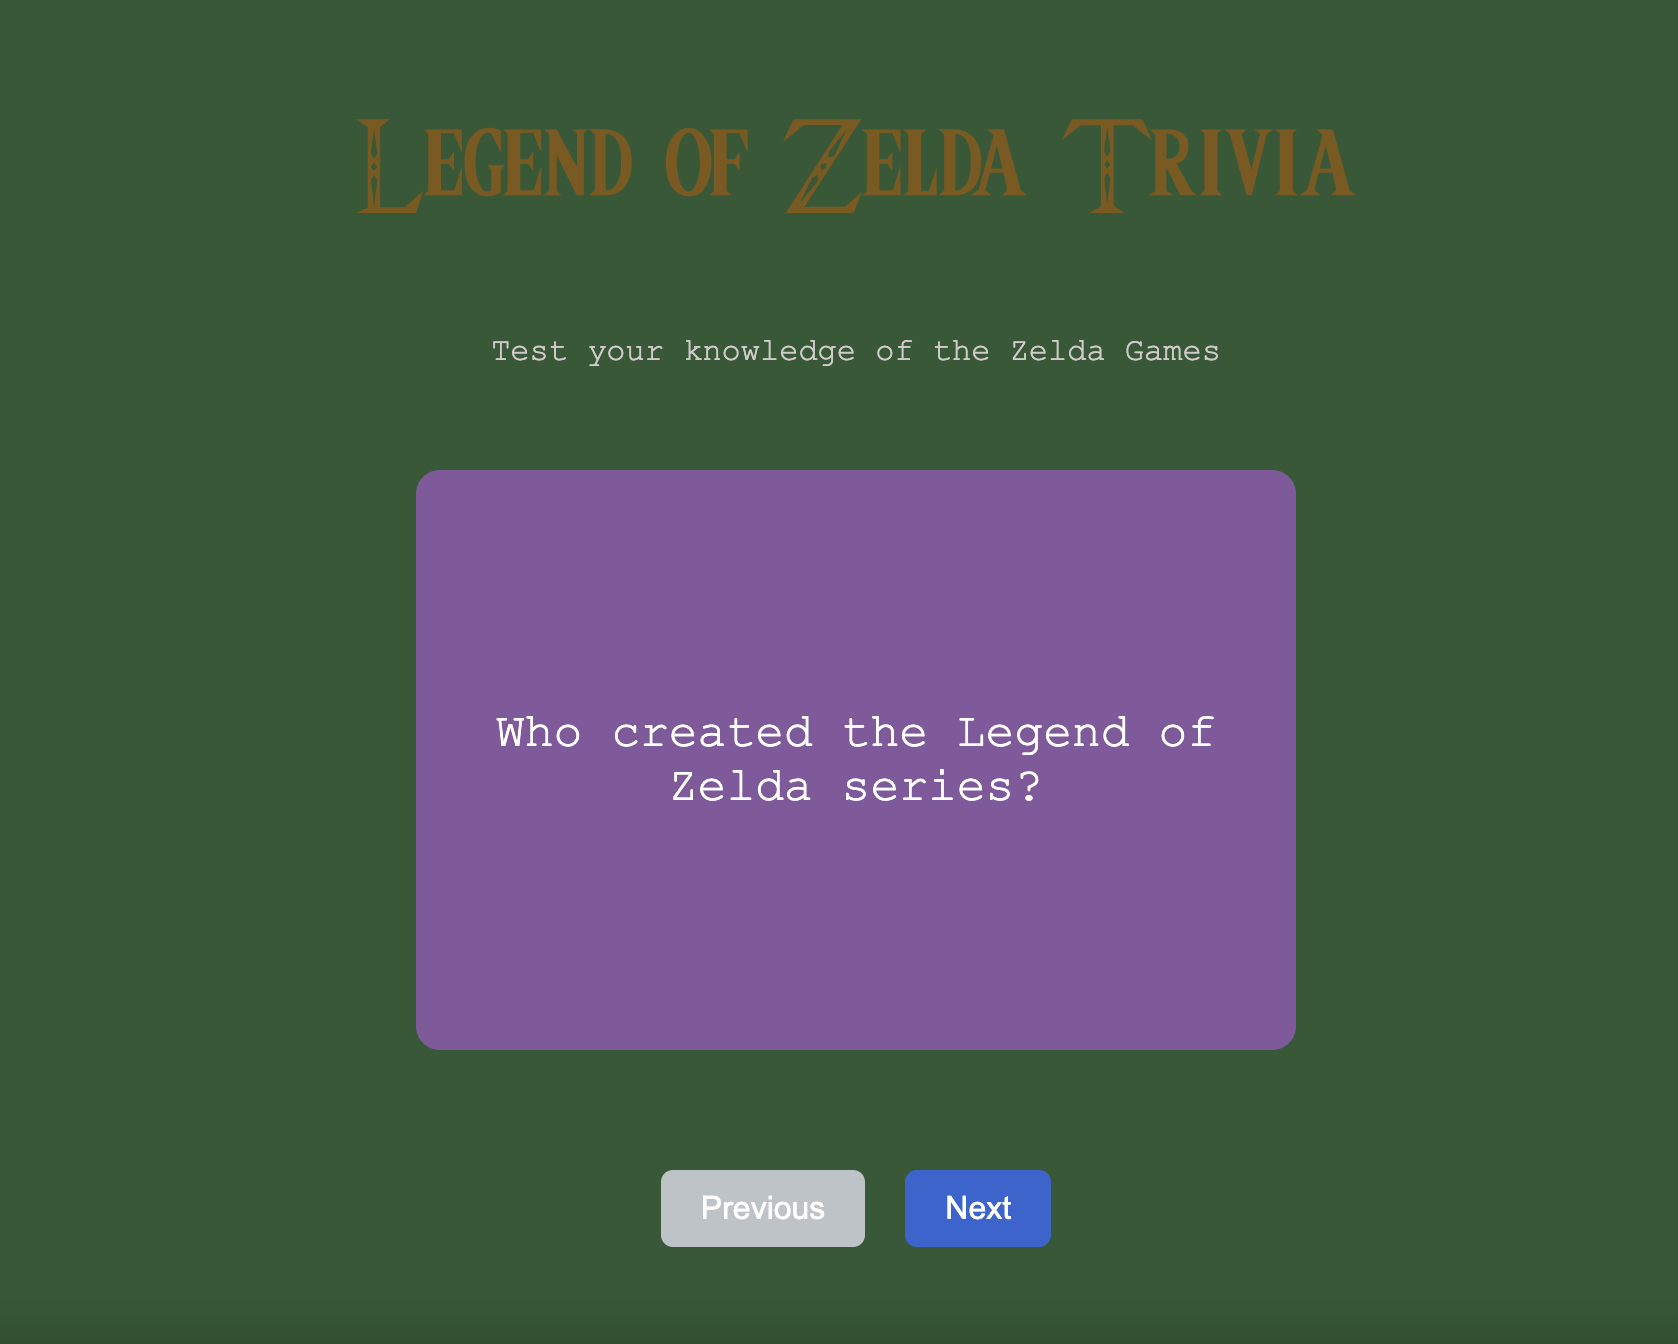 Legend of Zelda Trivia
Test your knowledge of the Zelda Games
Who created the Legend of
Zelda series?
Previous
Next